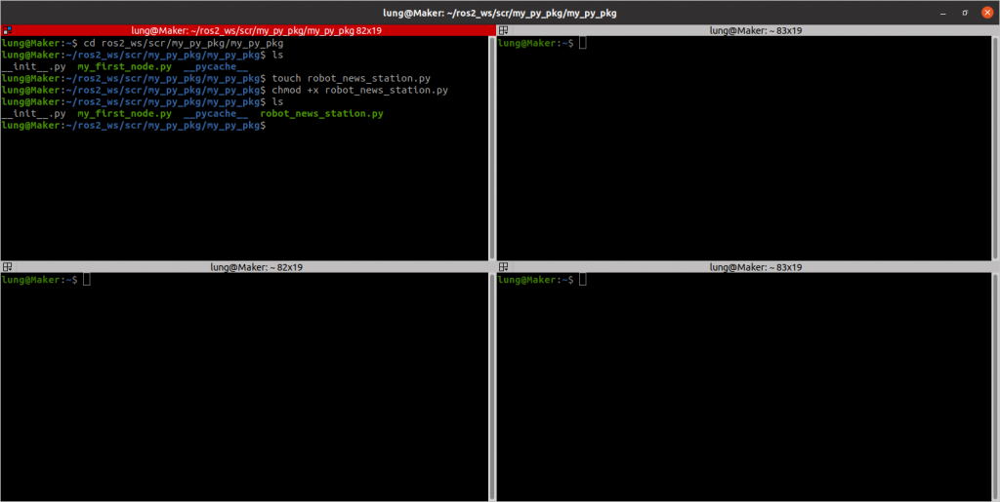 lung@Maker: ~/ros2_ws/scr/my_py_pkg/my_py_pkg
lung@Maker: ~/ros2_ws/scr/my_py_pkg/my_py_pkg 82x19
lung@Maker:~$ cd ros2_ws/scr/my_py_pkg/my_py_pkg
lung@Maker:~/ros2_ws/scr/my_py_pkg/my_py_pkg$ ls
__init__.py  my_first_node.py  __pycache__
lung@Maker:~/ros2_ws/scr/my_py_pkg/my_py_pkg$ touch robot_news_station.py
lung@Maker:~/ros2_ws/scr/my_py_pkg/my_py_pkg$ chmod +x robot_news_station.py
lung@Maker:~/ros2_ws/scr/my_py_pkg/my_py_pkg$ ls
__init__.py  my_first_node.py  __pycache__  robot_news_station.py
lung@Maker:~/ros2_ws/scr/my_py_pkg/my_py_pkg$
lung@Maker: ~ 83x19
lung@Maker:~$
lung@Maker: ~ 82x19
lung@Maker:~$
lung@Maker: ~ 83x19
lung@Maker:~$